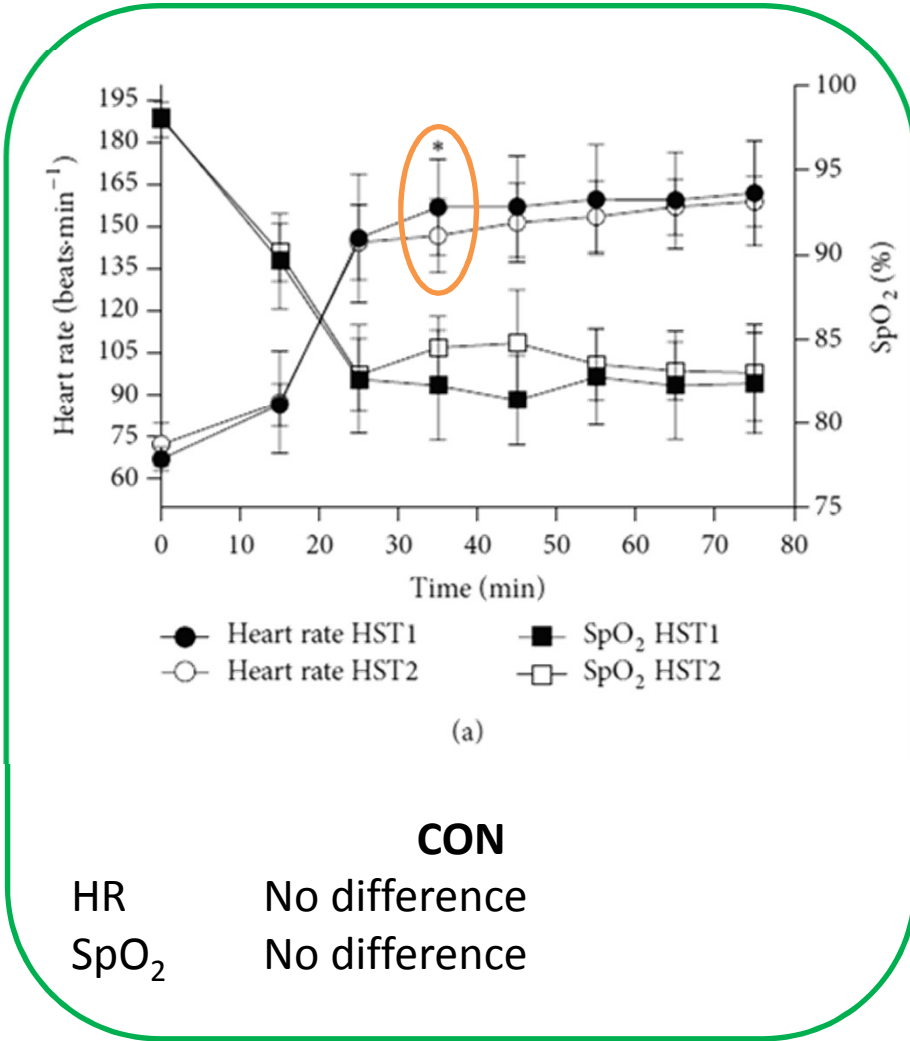 195
180
165
150
135
120
105
90
75
60
Heart rate (beats·min⁻¹)
*
100
95
90
85
80
75
SpO₂ (%)
0 10 20 30 40 50 60 70 80
Time (min)
Heart rate HST1 SpO₂ HST1
Heart rate HST2 SpO₂ HST2
(a)
CON
HR No difference
SpO₂ No difference